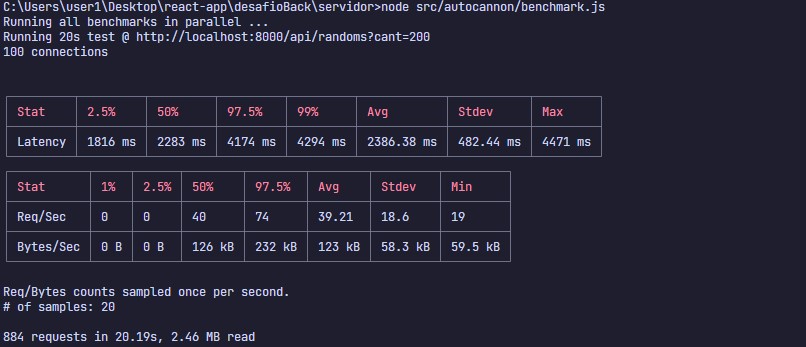 C:\Users\user1\Desktop\react-app\desafioBack\servidor>node src/autocannon/benchmark.js
Running all benchmarks in parallel ...
Running 20s test @ http://localhost:8000/api/randoms?cant=200
100 connections
Stat 2.5% 50% 97.5% 99% Avg Stdev Max
Latency 1816 ms 2283 ms 4174 ms 4294 ms 2386.38 ms 482.44 ms 4471 ms
Stat 1% 2.5% 50% 97.5% Avg Stdev Min
Req/Sec 0 0 40 74 39.21 18.6 19
Bytes/Sec 0 B 0 B 126 kB 232 kB 123 kB 58.3 kB 59.5 kB
Req/Bytes counts sampled once per second.
# of samples: 20
884 requests in 20.19s, 2.46 MB read